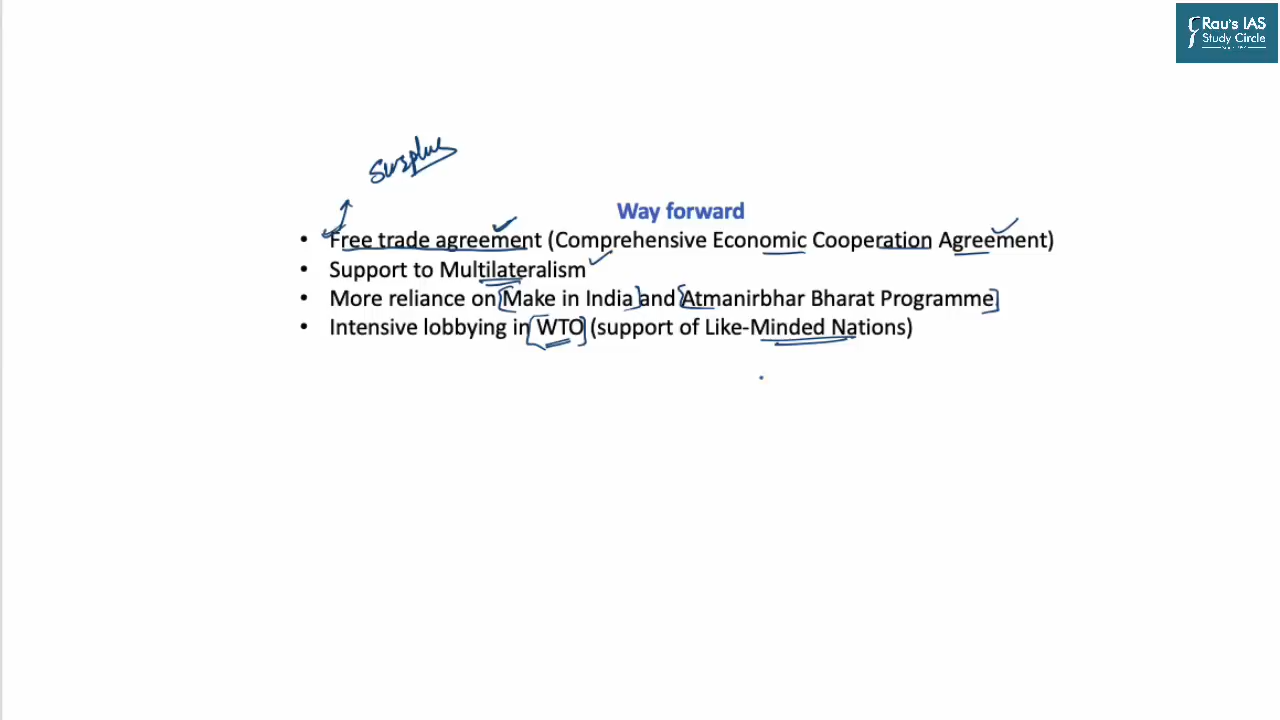 Rau's IAS
Study Circle
Surplus
Way forward
• Free trade agreement (Comprehensive Economic Cooperation Agreement)
• Support to Multilateralism
• More reliance on [Make in India] and [Atmanirbhar Bharat Programme]
• Intensive lobbying in [WTO] (support of Like-Minded Nations)